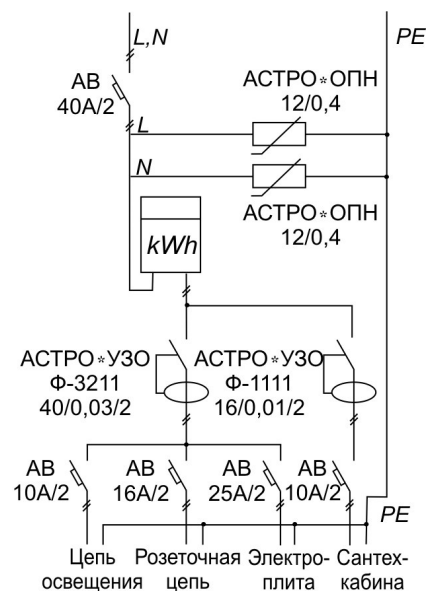 L,N
PE
АВ
40А/2
АСТРО*ОПН
12/0,4
L
N
АСТРО*ОПН
12/0,4
kWh
АСТРО*УЗО
Ф-3211
40/0,03/2
АСТРО*УЗО
Ф-1111
16/0,01/2
АВ
10А/2
АВ
16А/2
АВ
25А/2
АВ
10А/2
PE
Цепь
освещения
Розеточная
цепь
Электро-
плита
Сантех-
кабина